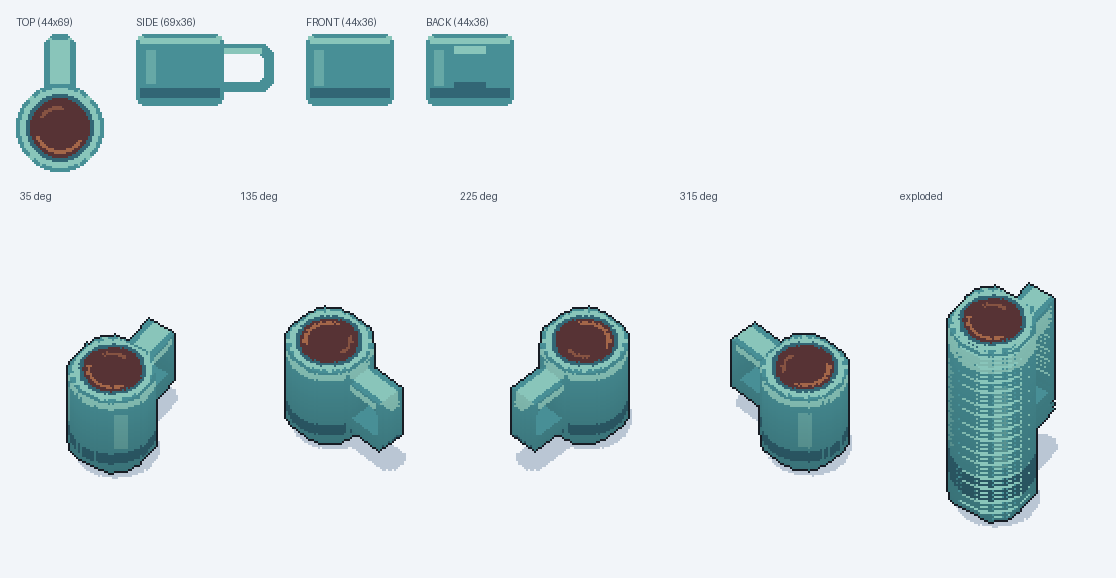 TOP (44x69)
SIDE (69x36)
FRONT (44x36)
BACK (44x36)
35 deg
135 deg
225 deg
315 deg
exploded